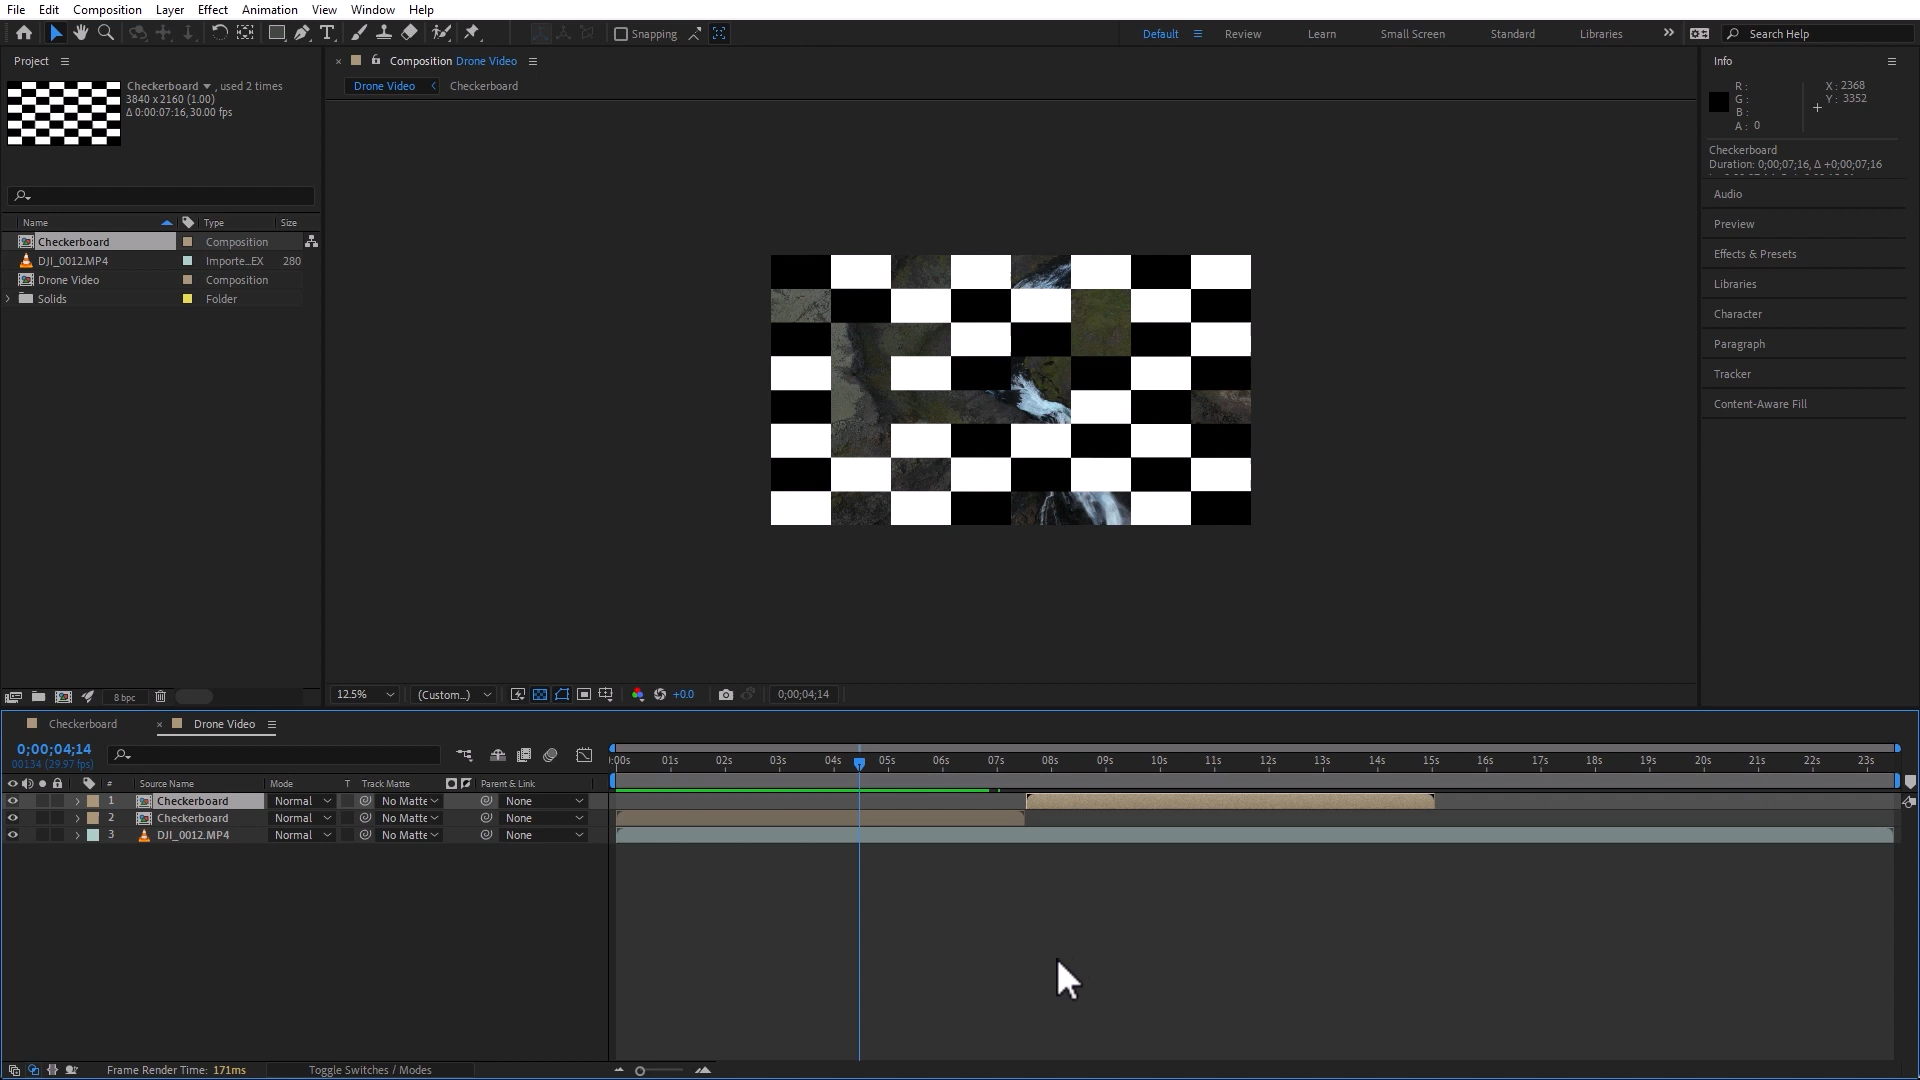 File Edit Composition Layer Effect Animation View Window Help
Snapping
Default Review Learn Small Screen Standard Libraries Search Help
Project
Checkerboard , used 2 times
3840 x 2160 (1.00)
Δ 0:00:07:16, 30.00 fps
Name Type Size
Checkerboard Composition
DJI_0012.MP4 Importe...EX 280
Drone Video Composition
Solids Folder
8 bpc
Composition Drone Video
Drone Video Checkerboard
12.5% (Custom...) +0.0 0;00;04;14
Info
R :
G :
B :
A : 0
X : 2368
Y : 3352
Checkerboard
Duration: 0;00;07;16, Δ +0;00;07;16
Audio
Preview
Effects & Presets
Libraries
Character
Paragraph
Tracker
Content-Aware Fill
Checkerboard Drone Video
0;00;04;14
00134 (29.97 fps)
:00s 01s 02s 03s 04s 05s 06s 07s 08s 09s 10s 11s 12s 13s 14s 15s 16s 17s 18s 19s 20s 21s 22s 23s
# Source Name Mode T Track Matte Parent & Link
1 Checkerboard Normal No Matte None
2 Checkerboard Normal No Matte None
3 DJI_0012.MP4 Normal No Matte None
Frame Render Time: 171ms Toggle Switches / Modes